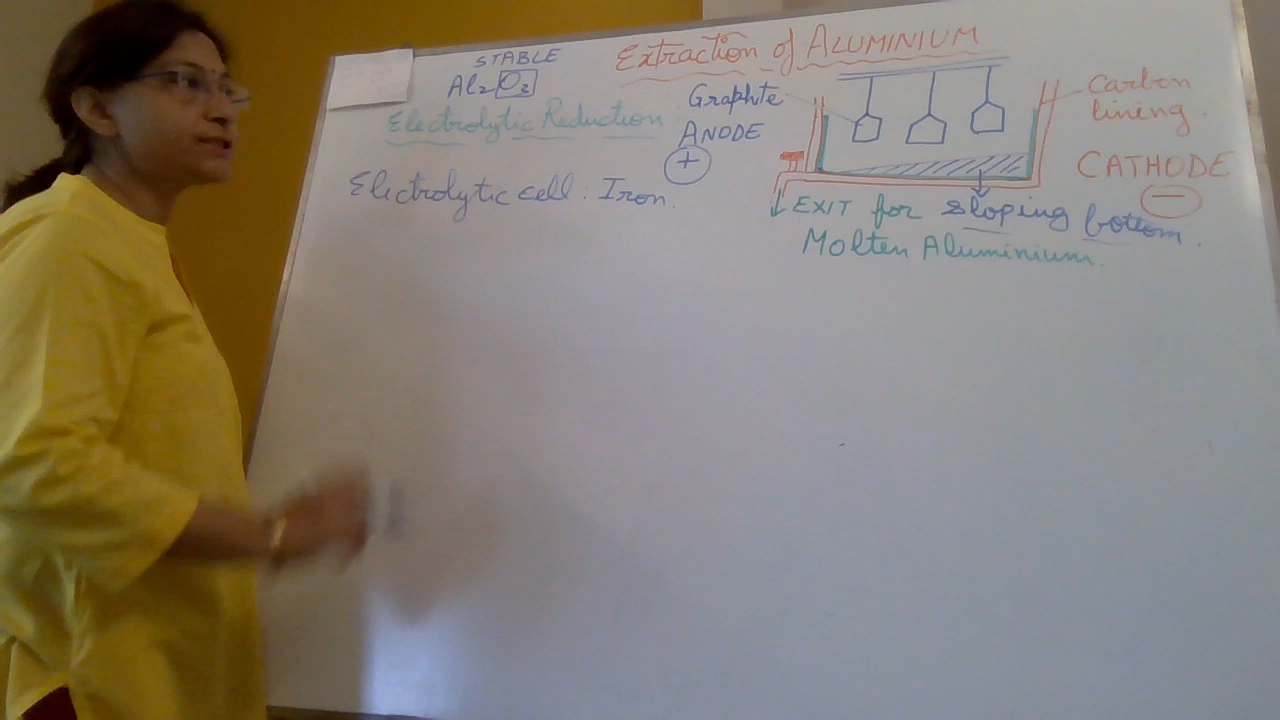 Extraction of ALUMINIUM
STABLE
Al₂O₃
Electrolytic Reduction
Electrolytic cell : Iron.
Graphite
ANODE
+
Carbon
lining.
CATHODE
−
EXIT for
Molten Aluminium.
sloping bottom.